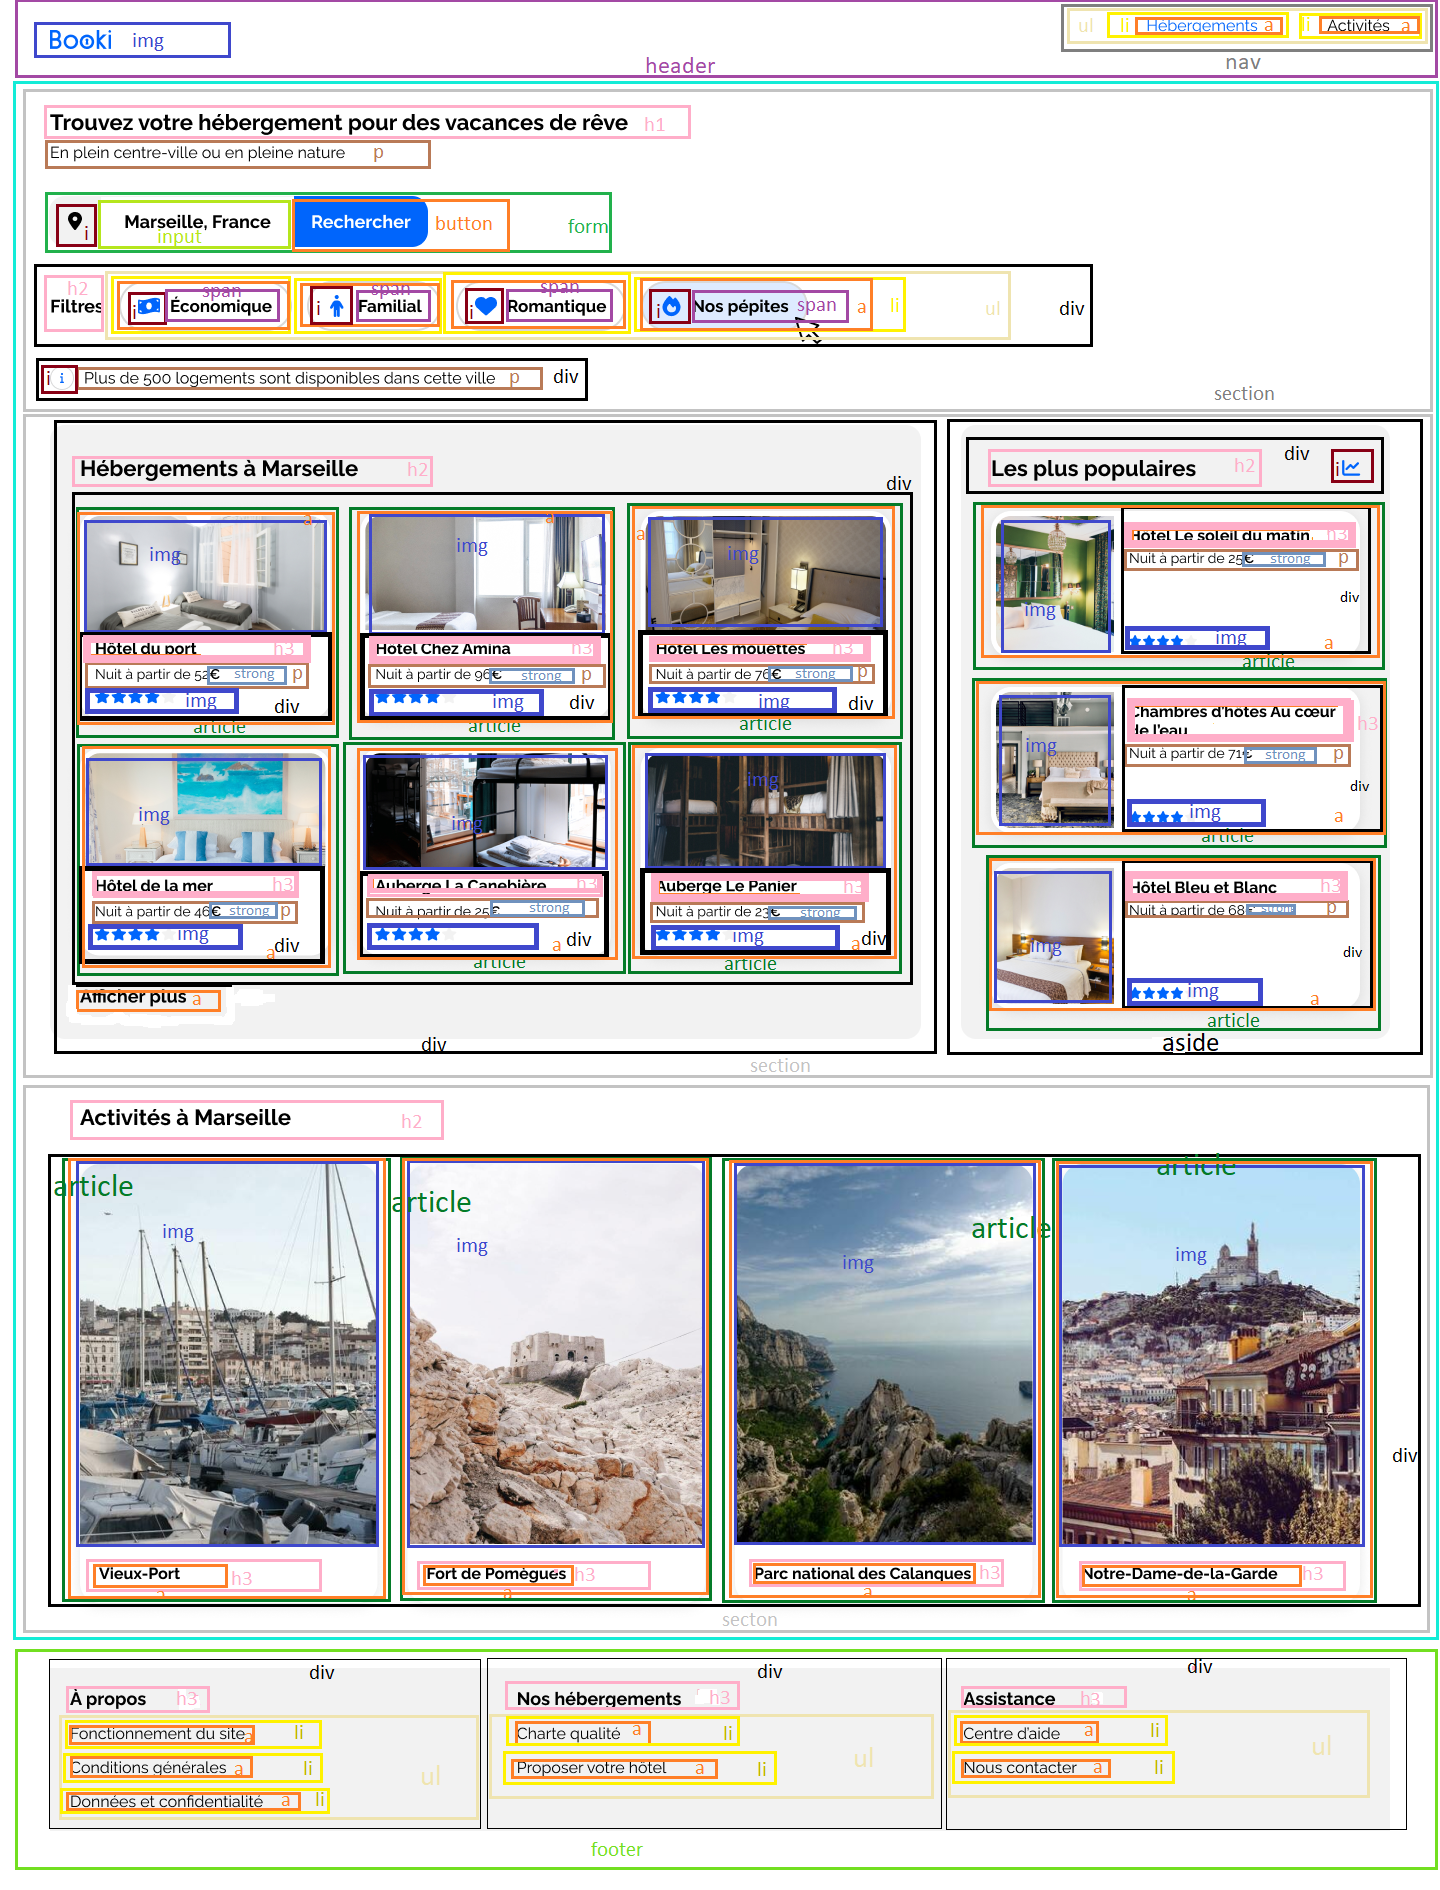 Booki img
ul li Hébergements a li Activités a
header
nav
Trouvez votre hébergement pour des vacances de rêve h1
En plein centre-ville ou en pleine nature p
i Marseille, France Rechercher button form
input
h2 span span span
Filtres i Économique i Familial i Romantique i Nos pépites span a li ul div
i i Plus de 500 logements sont disponibles dans cette ville p div
section
Hébergements à Marseille h2
div
a img
Hôtel du port h3
Nuit à partir de 52€ strong p
img div
article
a img
Hôtel Chez Amina h3
Nuit à partir de 96€ strong p
img div
article
a img
Hôtel Les mouettes h3
Nuit à partir de 76€ strong p
img div
article
img
Hôtel de la mer h3
Nuit à partir de 46€ strong p
img a div
img
Auberge La Canebière h3
Nuit à partir de 25€ strong
a div
article
img
Auberge Le Panier h3
Nuit à partir de 23€ strong
img a div
article
Afficher plus a
div
Les plus populaires h2 div i
img
Hôtel Le soleil du matin h3
Nuit à partir de 25€ strong p
div
img a
article
img
Chambres d'hôtes Au cœur
de l'eau h3
Nuit à partir de 71€ strong p
div
img a
article
img
Hôtel Bleu et Blanc h3
Nuit à partir de 68 strong p
div
img a
article
aside
section
Activités à Marseille h2
article img
Vieux-Port h3
a
article img
Fort de Pomègues h3
a
article img
Parc national des Calanques h3
a
article img
Notre-Dame-de-la-Garde h3
a
div
secton
div
À propos h3
Fonctionnement du site a li
Conditions générales a li ul
Données et confidentialité a li
div
Nos hébergements h3
Charte qualité a li
Proposer votre hôtel a li ul
div
Assistance h3
Centre d'aide a li
Nous contacter a li ul
footer